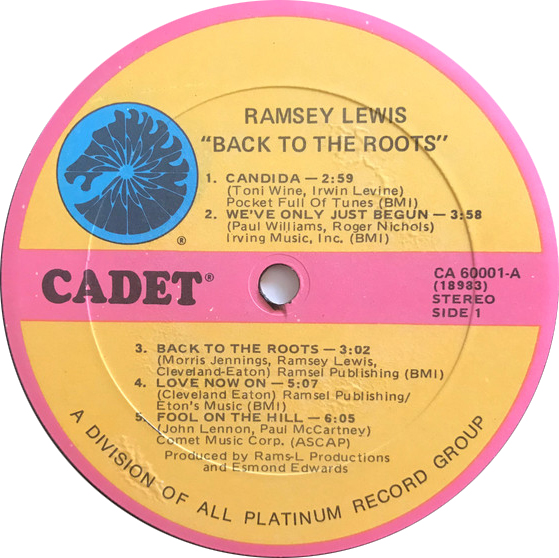 RAMSEY LEWIS
"BACK TO THE ROOTS"
1. CANDIDA — 2:59
(Toni Wine, Irwin Levine)
Pocket Full Of Tunes (BMI)
2. WE'VE ONLY JUST BEGUN — 3:58
(Paul Williams, Roger Nichols)
Irving Music, Inc. (BMI)
®
CADET®
CA 60001-A
(18983)
STEREO
SIDE 1
3. BACK TO THE ROOTS — 3:02
(Morris Jennings, Ramsey Lewis,
Cleveland-Eaton) Ramsel Publishing (BMI)
4. LOVE NOW ON — 5:07
(Cleveland Eaton) Ramsel Publishing/
Eton's Music (BMI)
5. FOOL ON THE HILL — 6:05
(John Lennon, Paul McCartney)
Comet Music Corp. (ASCAP)
Produced by Rams-L Productions
and Esmond Edwards
A DIVISION OF ALL PLATINUM RECORD GROUP